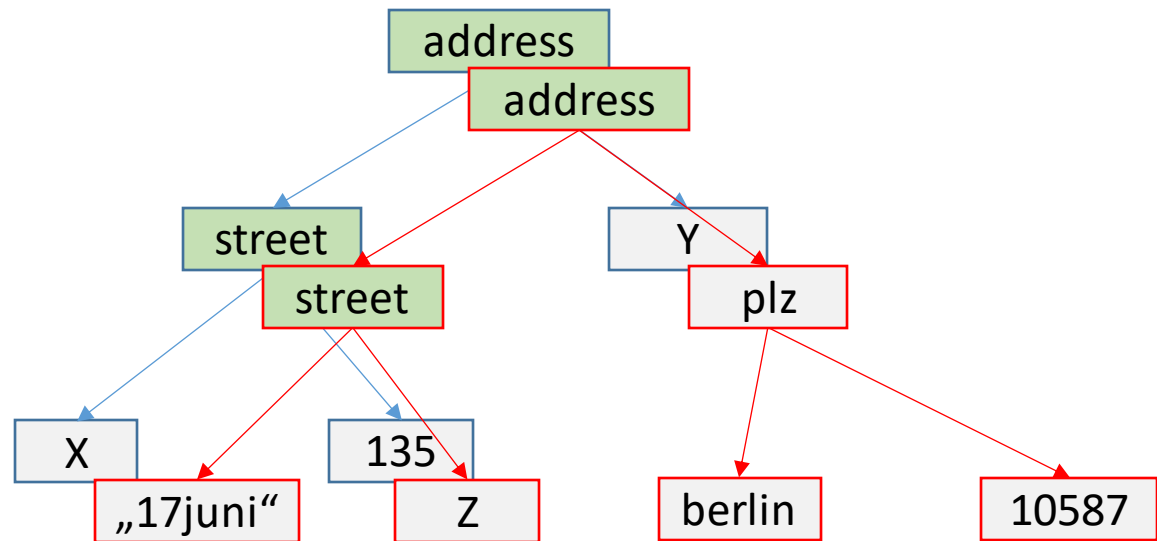 address
address
street
Y
street
plz
X
135
„17juni“
Z
berlin
10587